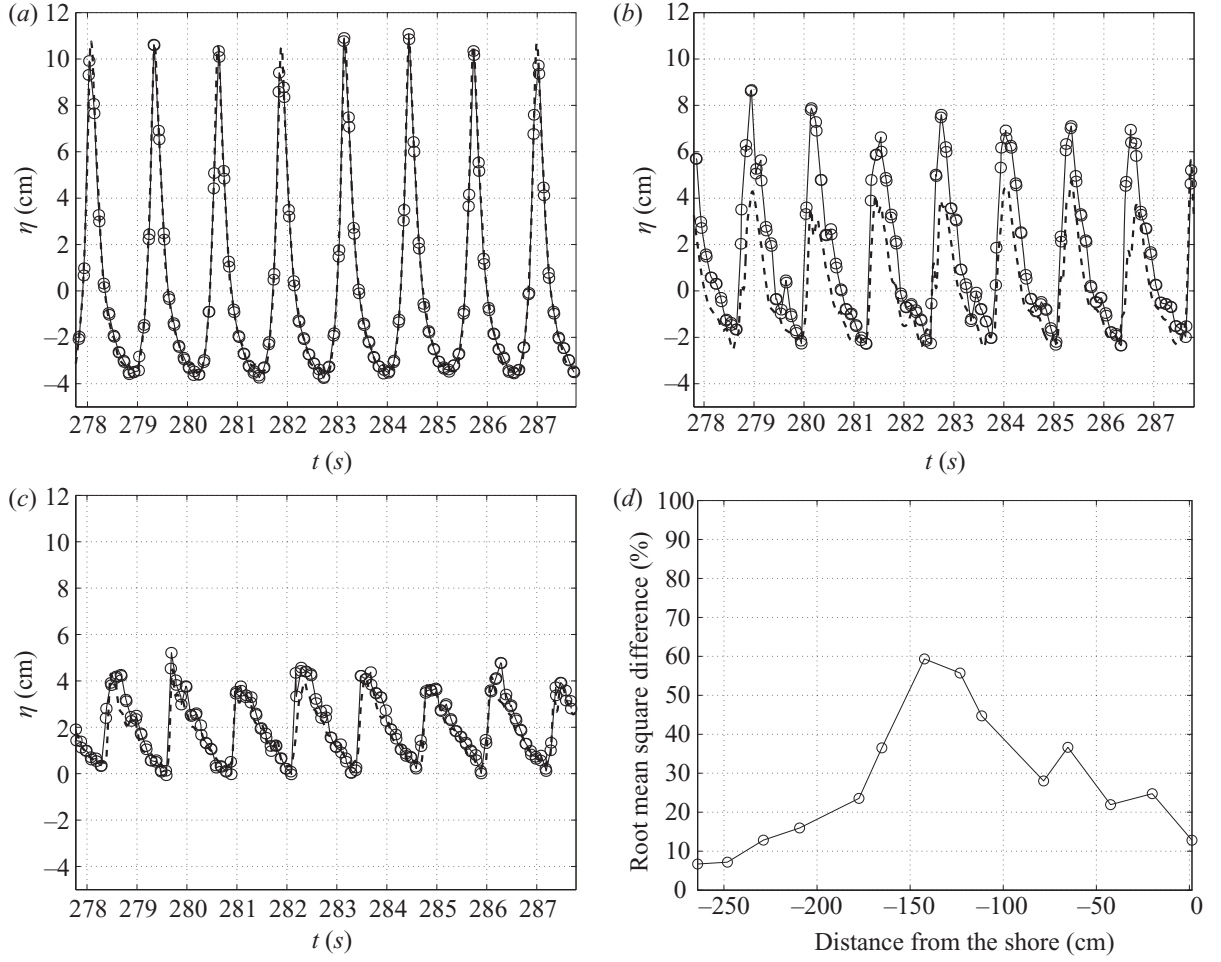 (a)
12
10
8
6
4
2
0
–2
–4
η (cm)
278 279 280 281 282 283 284 285 286 287
t (s)
(b)
12
10
8
6
4
2
0
–2
–4
η (cm)
278 279 280 281 282 283 284 285 286 287
t (s)
(c)
12
10
8
6
4
2
0
–2
–4
η (cm)
278 279 280 281 282 283 284 285 286 287
t (s)
(d)
100
90
80
70
60
50
40
30
20
10
0
Root mean square difference (%)
–250 –200 –150 –100 –50 0
Distance from the shore (cm)